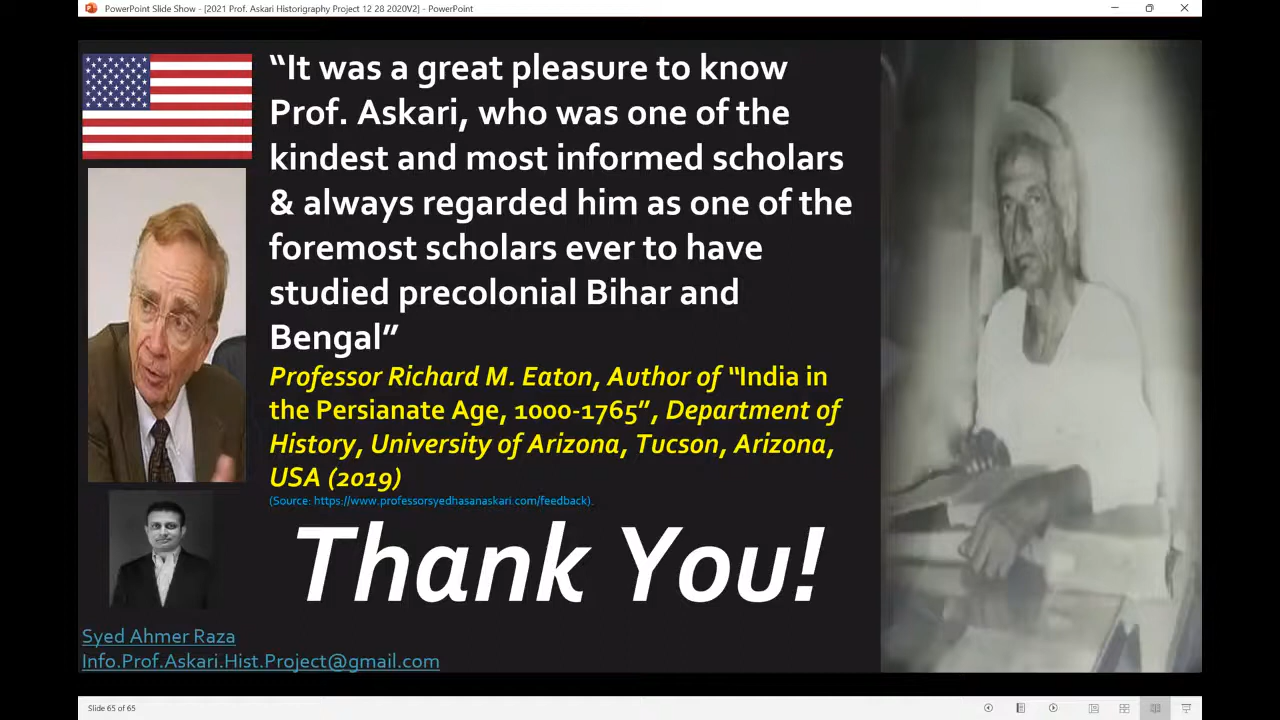 PowerPoint Slide Show - [2021 Prof. Askari Historigraphy Project 12 28 2020V2] - PowerPoint
“It was a great pleasure to know
Prof. Askari, who was one of the
kindest and most informed scholars
& always regarded him as one of the
foremost scholars ever to have
studied precolonial Bihar and
Bengal”
Professor Richard M. Eaton, Author of “India in
the Persianate Age, 1000-1765”, Department of
History, University of Arizona, Tucson, Arizona,
USA (2019)
(Source: https://www.professorsyedhasanaskari.com/feedback).
Thank You!
Syed Ahmer Raza
Info.Prof.Askari.Hist.Project@gmail.com
Slide 65 of 65